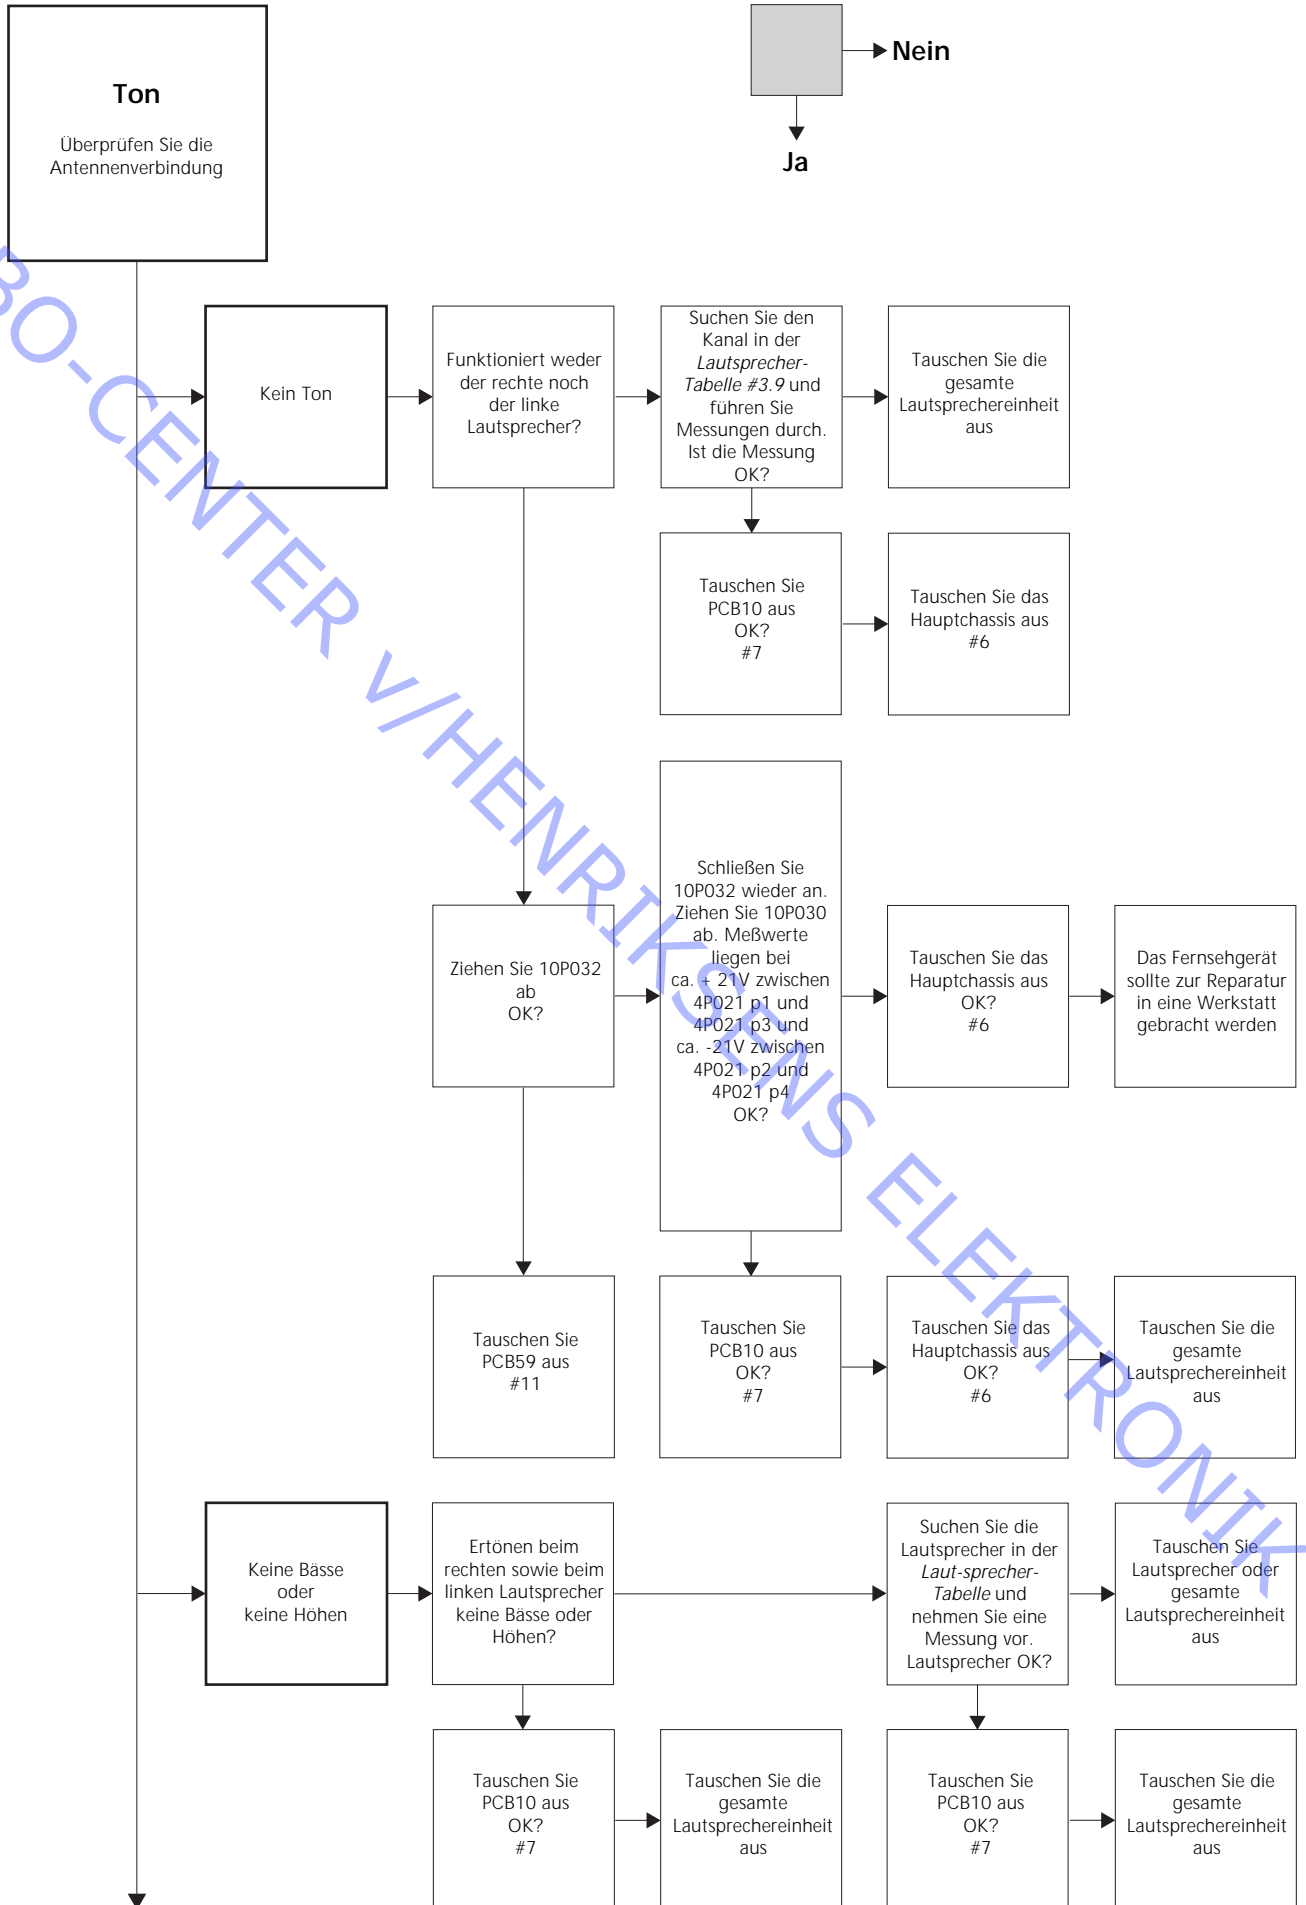 Ton
Überprüfen Sie die
Antennenverbindung
Nein
Ja
Kein Ton
Funktioniert weder
der rechte noch
der linke
Lautsprecher?
Suchen Sie den
Kanal in der
Lautsprecher-
Tabelle #3.9 und
führen Sie
Messungen durch.
Ist die Messung
OK?
Tauschen Sie die
gesamte
Lautsprechereinheit
aus
Tauschen Sie
PCB10 aus
OK?
#7
Tauschen Sie das
Hauptchassis aus
#6
Ziehen Sie 10P032
ab
OK?
Schließen Sie
10P032 wieder an.
Ziehen Sie 10P030
ab. Meßwerte
liegen bei
ca. + 21V zwischen
4P021 p1 und
4P021 p3 und
ca. -21V zwischen
4P021 p2 und
4P021 p4
OK?
Tauschen Sie das
Hauptchassis aus
OK?
#6
Das Fernsehgerät
sollte zur Reparatur
in eine Werkstatt
gebracht werden
Tauschen Sie
PCB59 aus
#11
Tauschen Sie
PCB10 aus
OK?
#7
Tauschen Sie das
Hauptchassis aus
OK?
#6
Tauschen Sie die
gesamte
Lautsprechereinheit
aus
Keine Bässe
oder
keine Höhen
Ertönen beim
rechten sowie beim
linken Lautsprecher
keine Bässe oder
Höhen?
Suchen Sie die
Lautsprecher in der
Laut-sprecher-
Tabelle und
nehmen Sie eine
Messung vor.
Lautsprecher OK?
Tauschen Sie
Lautsprecher oder
gesamte
Lautsprechereinheit
aus
Tauschen Sie
PCB10 aus
OK?
#7
Tauschen Sie die
gesamte
Lautsprechereinheit
aus
Tauschen Sie
PCB10 aus
OK?
#7
Tauschen Sie die
gesamte
Lautsprechereinheit
aus
BO-CENTER v/HENRIKSENS ELEKTRONIK